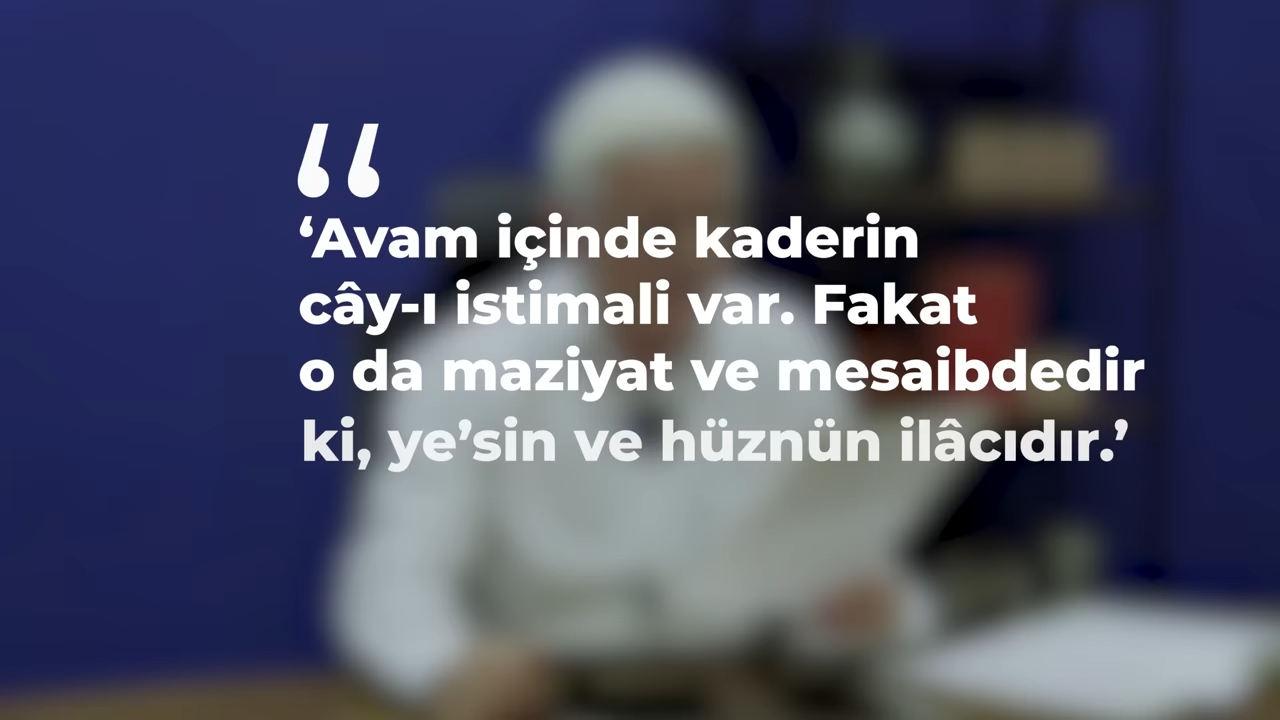 “
‘Avam içinde kaderin
cây-ı istimali var. Fakat
o da maziyat ve mesaibdedir
ki, ye’sin ve hüznün ilâcıdır.’